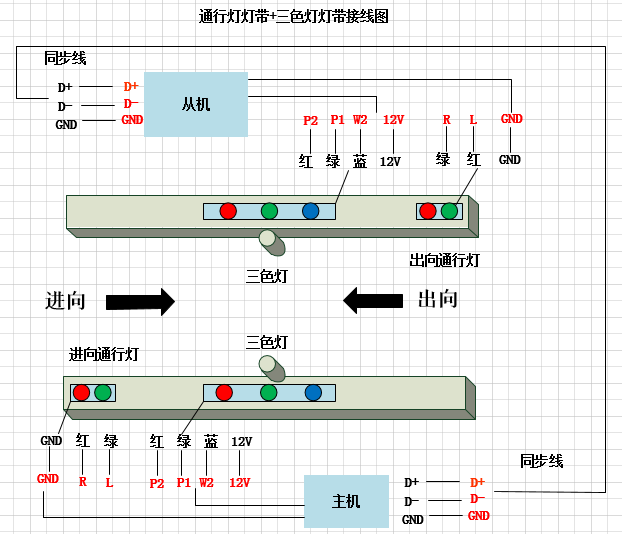 通行灯灯带+三色灯灯带接线图
同步线
D+ D+
D- D-
GND GND
从机
P2 P1 W2 12V R L GND
红 绿 蓝 12V 绿 红 GND
出向通行灯
三色灯
进向 出向
三色灯
进向通行灯
GND 红 绿 红 绿 蓝 12V
GND R L P2 P1 W2 12V
同步线
主机
D+ D+
D- D-
GND GND